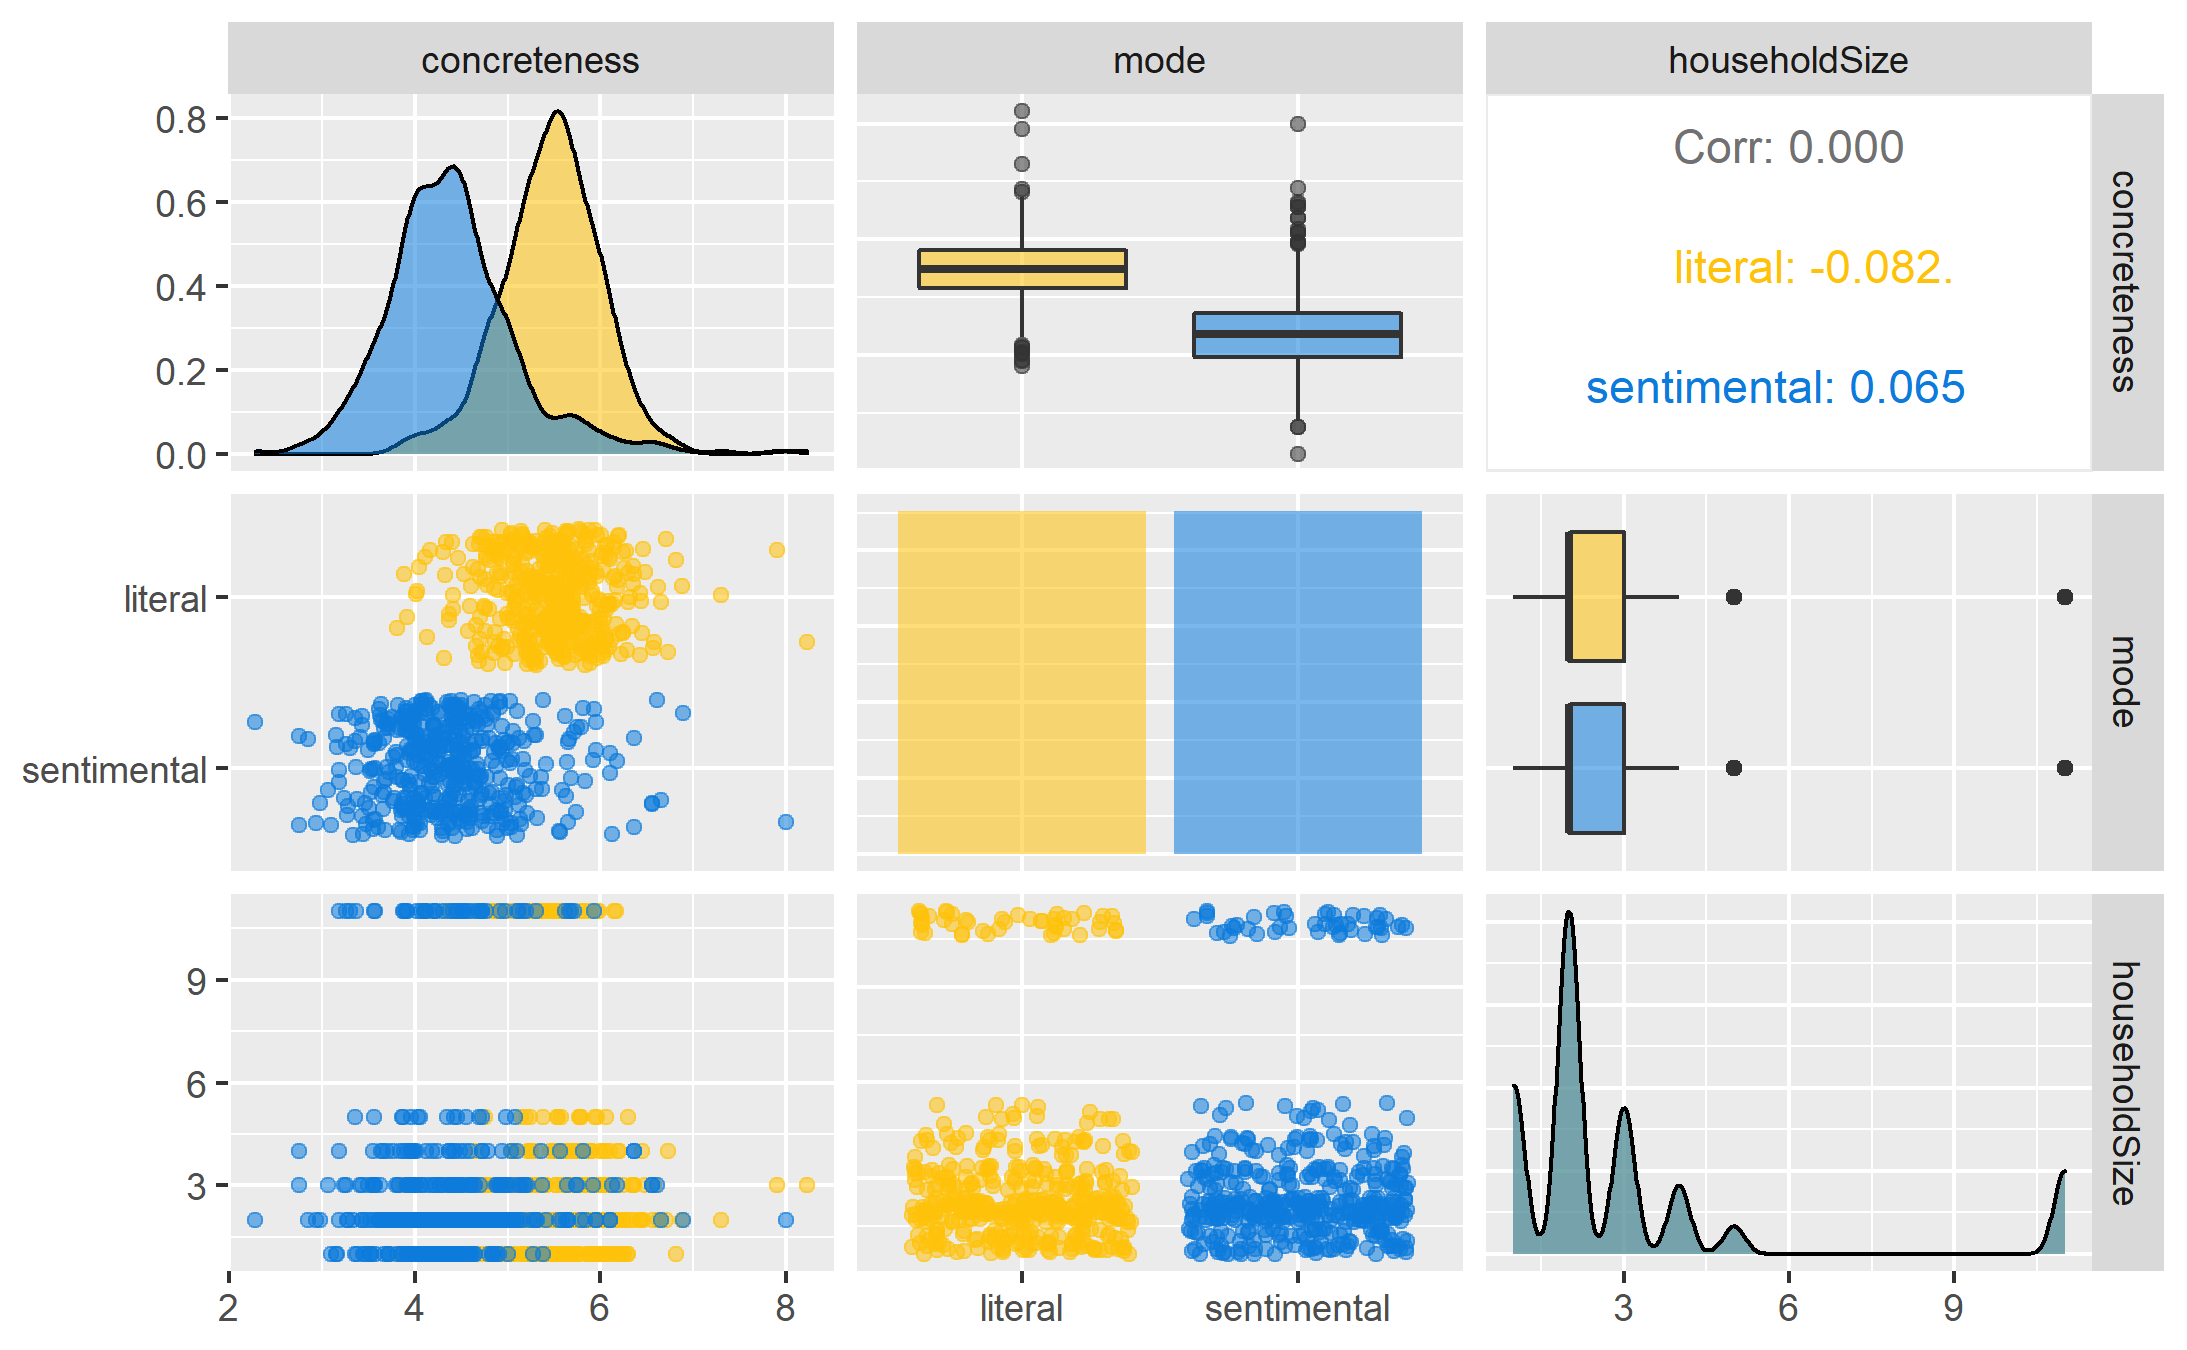 concreteness
mode
householdSize
0.8
0.6
0.4
0.2
0.0
Corr: 0.000
literal: -0.082.
sentimental: 0.065
concreteness
literal
sentimental
mode
9
6
3
householdSize
2
4
6
8
literal
sentimental
3
6
9